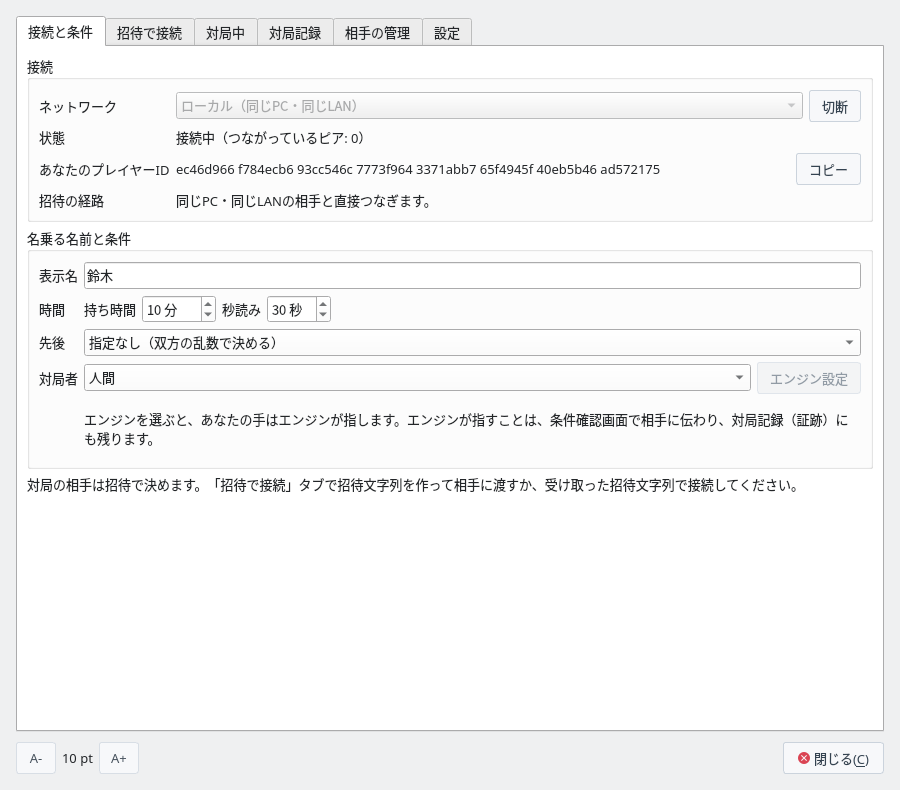 接続と条件 招待で接続 対局中 対局記録 相手の管理 設定
接続
ネットワーク ローカル（同じPC・同じLAN） 切断
状態 接続中（つながっているピア: 0）
あなたのプレイヤーID ec46d966 f784ecb6 93cc546c 7773f964 3371abb7 65f4945f 40eb5b46 ad572175 コピー
招待の経路 同じPC・同じLANの相手と直接つなぎます。
名乗る名前と条件
表示名 鈴木
時間 持ち時間 10 分 秒読み 30 秒
先後 指定なし（双方の乱数で決める）
対局者 人間 エンジン設定
エンジンを選ぶと、あなたの手はエンジンが指します。エンジンが指すことは、条件確認画面で相手に伝わり、対局記録（証跡）に
も残ります。
対局の相手は招待で決めます。「招待で接続」タブで招待文字列を作って相手に渡すか、受け取った招待文字列で接続してください。
A- 10 pt A+ 閉じる(C)